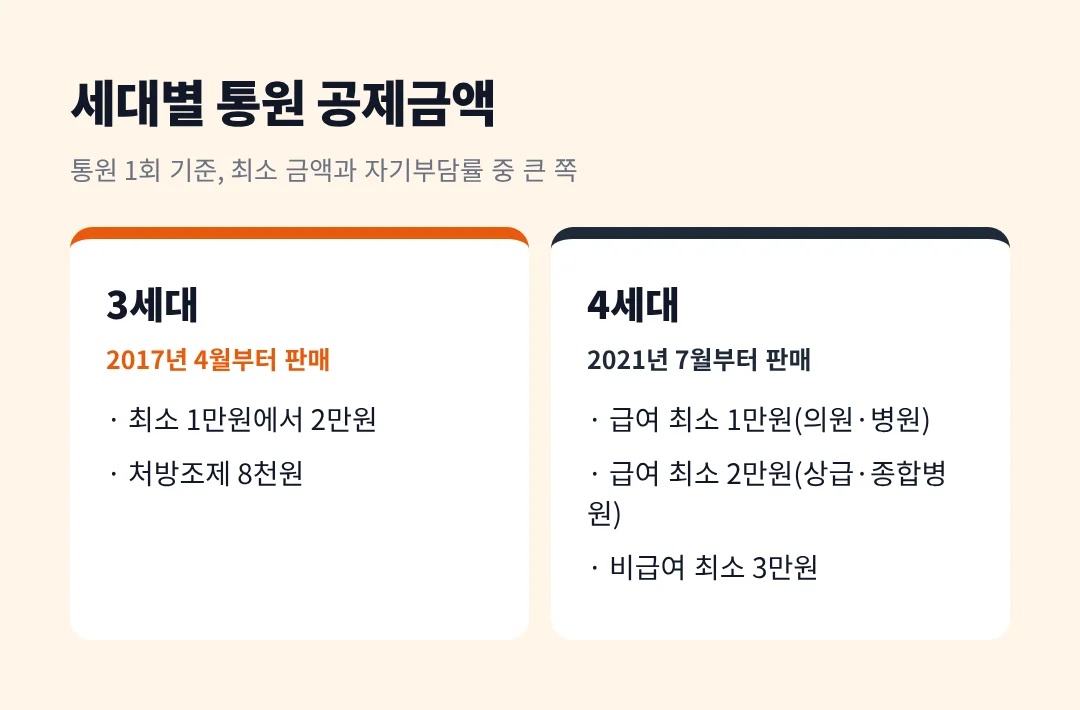 세대별 통원 공제금액
통원 1회 기준, 최소 금액과 자기부담률 중 큰 쪽
3세대
2017년 4월부터 판매
· 최소 1만원에서 2만원
· 처방조제 8천원
4세대
2021년 7월부터 판매
· 급여 최소 1만원(의원·병원)
· 급여 최소 2만원(상급·종합병
원)
· 비급여 최소 3만원